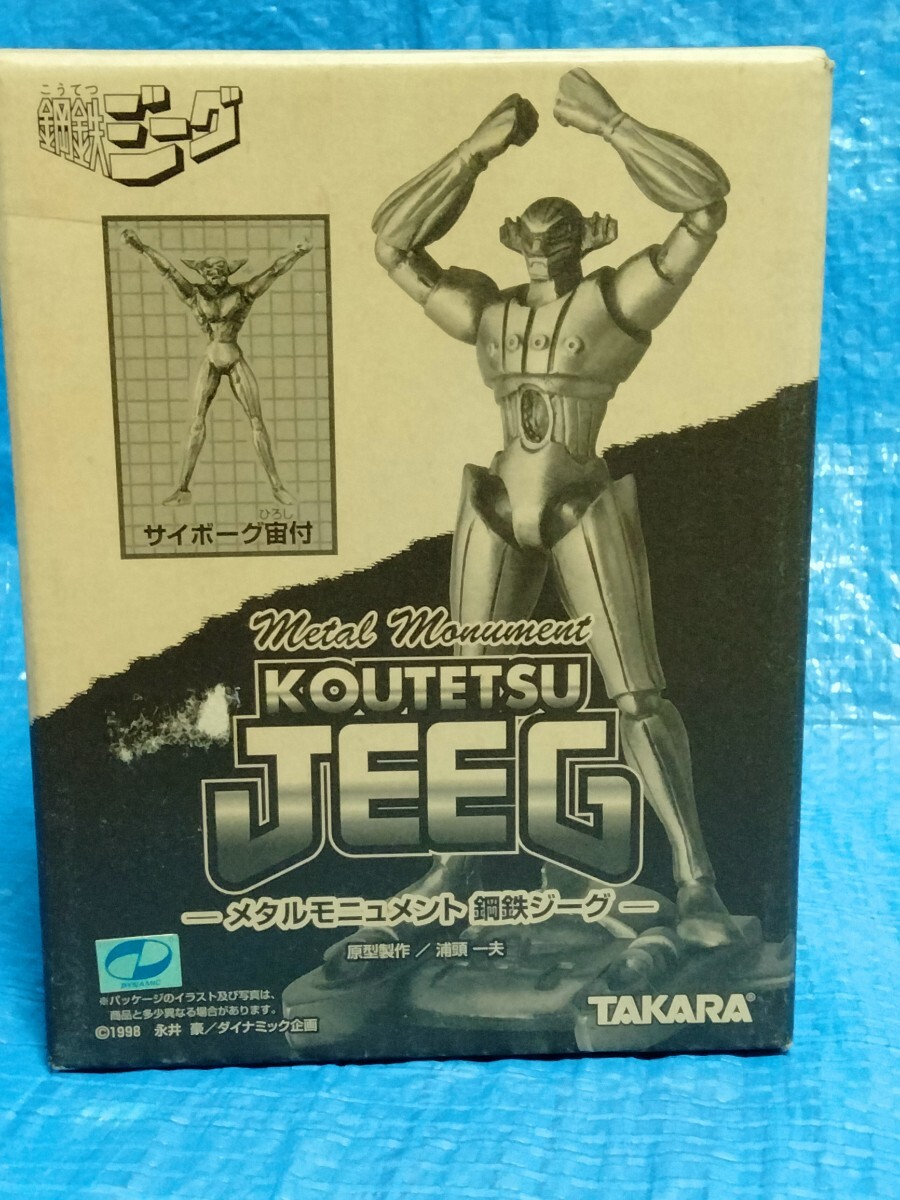 こうてつ
鋼鉄ジーグ
ひろし
サイボーグ宙付
Metal Monument
KOUTETSU
JEEG
―メタルモニュメント 鋼鉄ジーグ―
原型製作／浦頭 一夫
DYNAMIC
※パッケージのイラスト及び写真は、
商品と多少異なる場合があります。
©1998 永井 豪／ダイナミック企画
TAKARA®